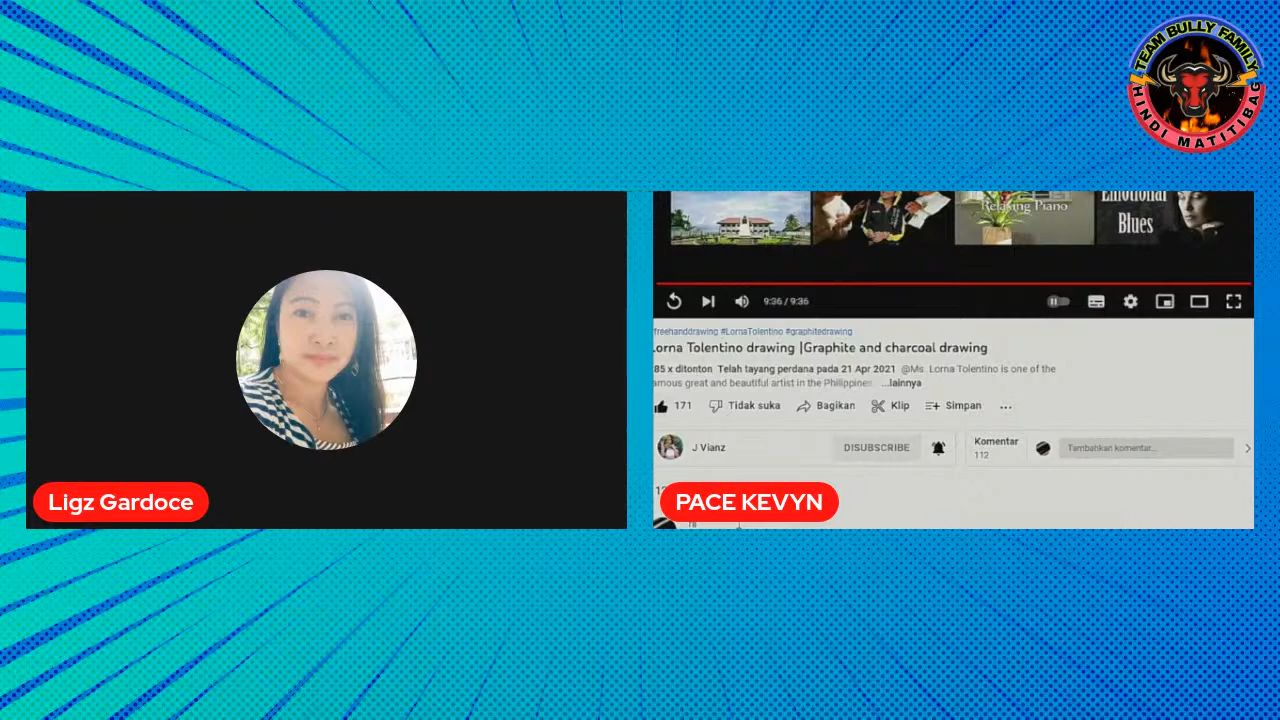 TEAM BULLY FAMILY
HINDI MATITIBAG
Relaxing Piano
Emotional
Blues
9:36 / 9:36
freehanddrawing #LornaTolentino #graphitedrawing
Lorna Tolentino drawing |Graphite and charcoal drawing
85 x ditonton Telah tayang perdana pada 21 Apr 2021 @Ms. Lorna Tolentino is one of the
amous great and beautiful artist in the Philippines ...lainnya
171 Tidak suka Bagikan Klip Simpan ...
J Vianz DISUBSCRIBE Komentar
112 Tambahkan komentar...
Ligz Gardoce
PACE KEVYN